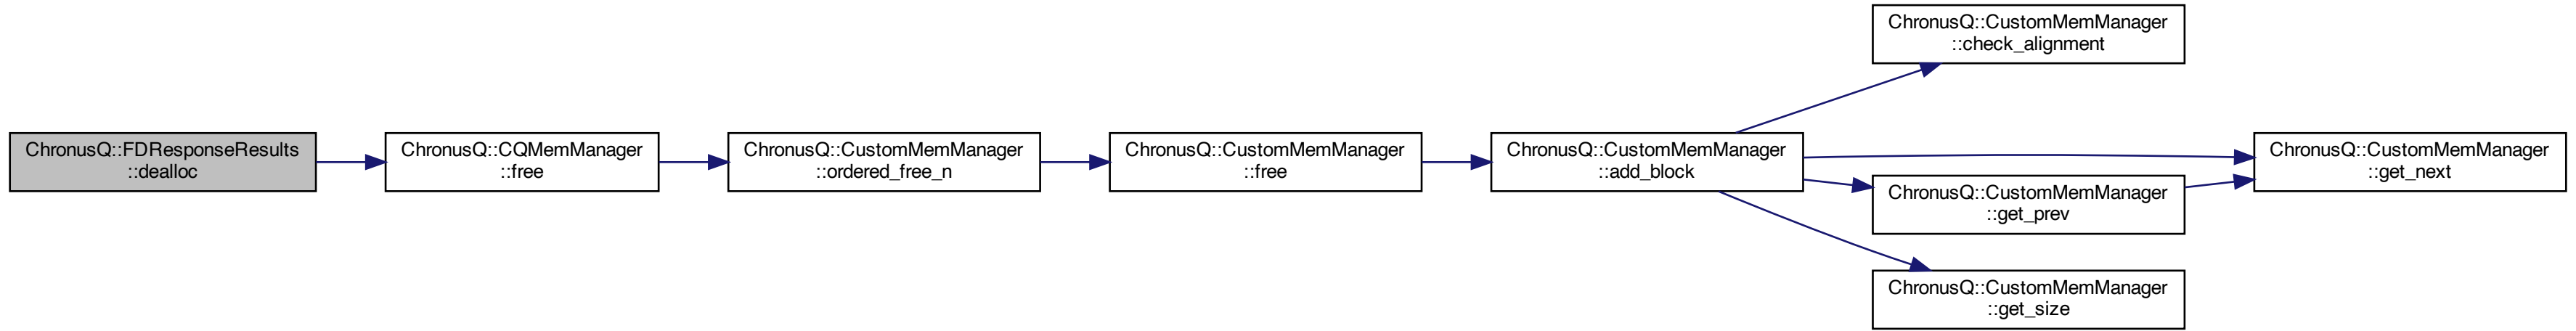 ChronusQ::FDResponseResults
::dealloc
ChronusQ::CQMemManager
::free
ChronusQ::CustomMemManager
::ordered_free_n
ChronusQ::CustomMemManager
::free
ChronusQ::CustomMemManager
::add_block
ChronusQ::CustomMemManager
::check_alignment
ChronusQ::CustomMemManager
::get_next
ChronusQ::CustomMemManager
::get_prev
ChronusQ::CustomMemManager
::get_size